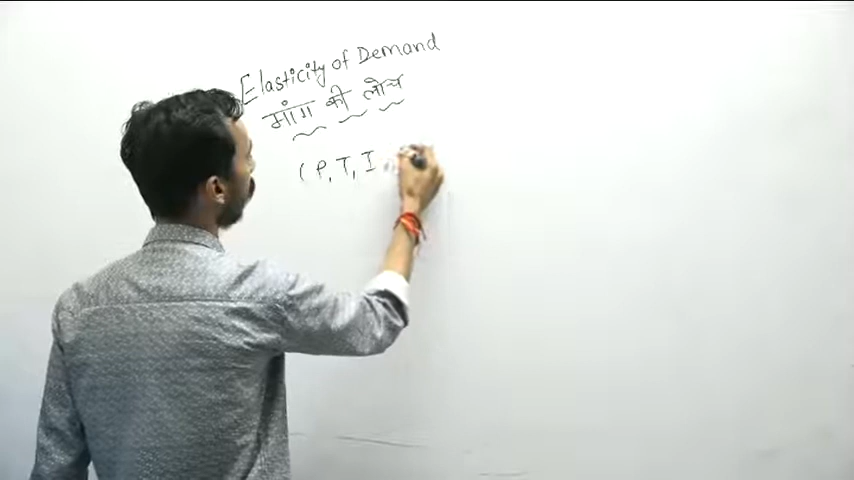 Elasticity of Demand
मांग की लोच
( P, T, I